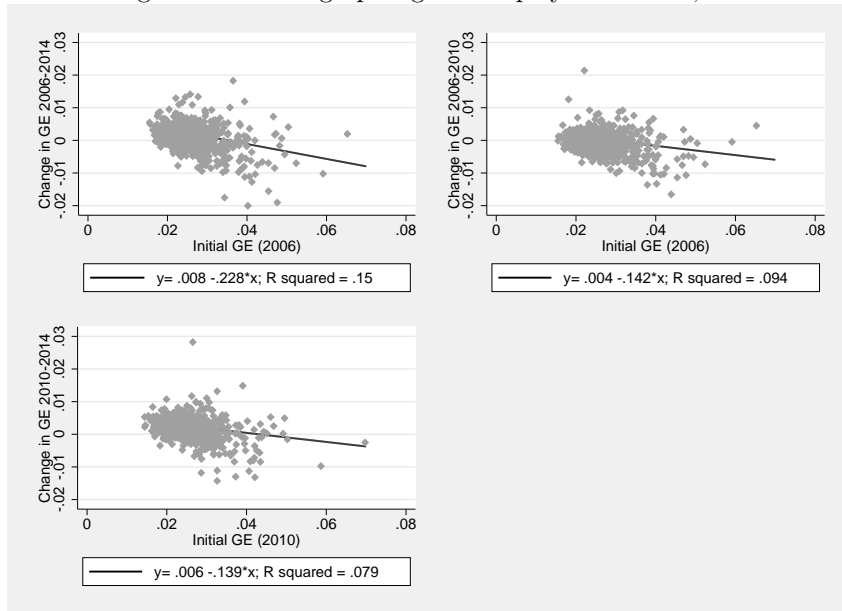 Change in GE 2006-2014
.03
.02
.01
0
-.01
-.02
0 .02 .04 .06 .08
Initial GE (2006)
y= .008 -.228*x; R squared = .15
Change in GE 2006-2010
.03
.02
.01
0
-.01
-.02
0 .02 .04 .06 .08
Initial GE (2006)
y= .004 -.142*x; R squared = .094
Change in GE 2010-2014
.03
.02
.01
0
-.01
-.02
0 .02 .04 .06 .08
Initial GE (2010)
y= .006 -.139*x; R squared = .079